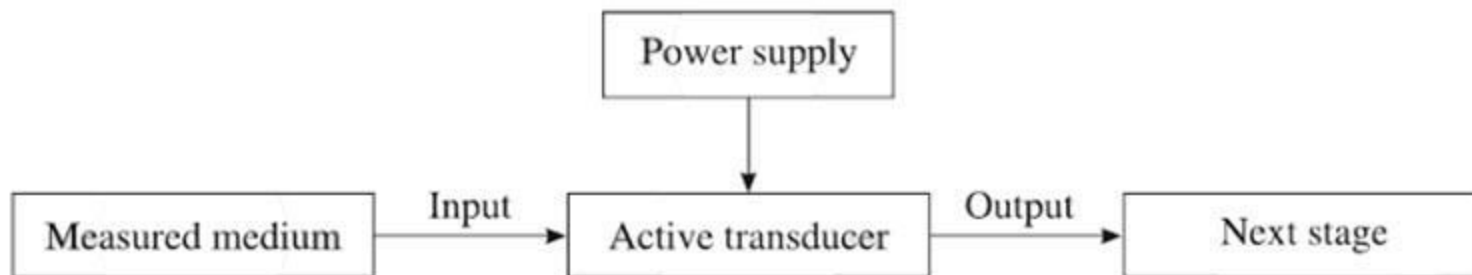 Power supply
Input
Output
Measured medium
Active transducer
Next stage